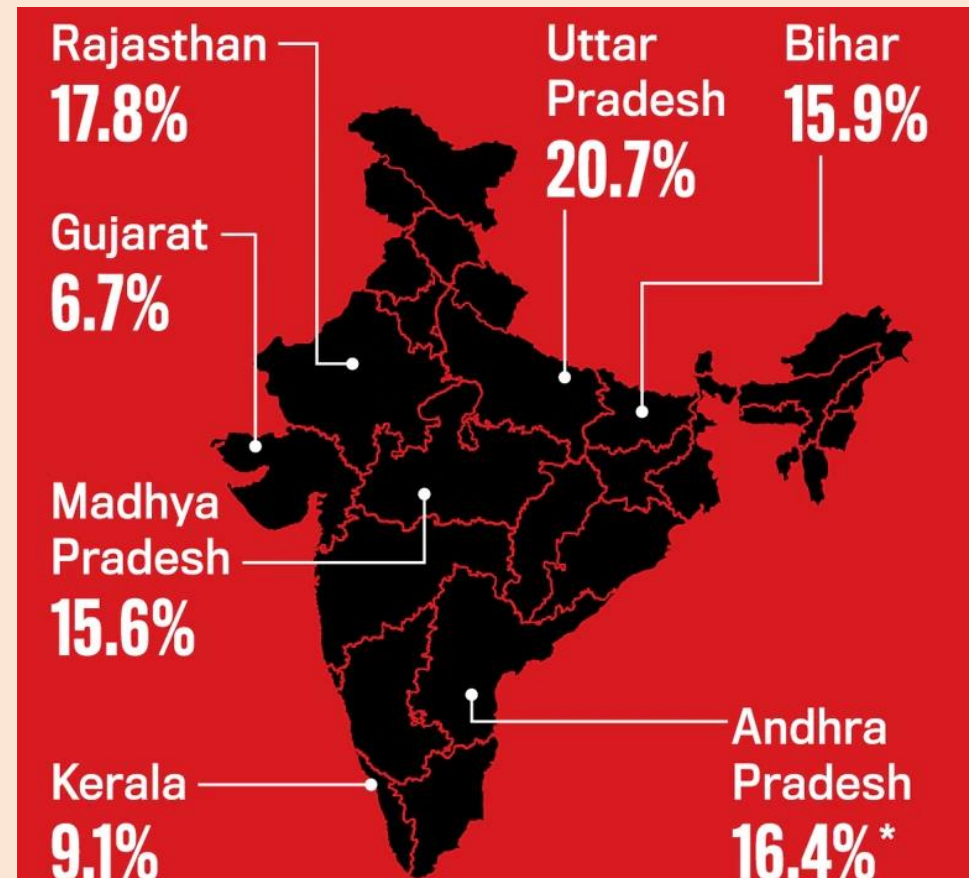 Rajasthan
17.8%
Uttar
Pradesh
20.7%
Bihar
15.9%
Gujarat
6.7%
Madhya
Pradesh
15.6%
Kerala
9.1%
Andhra
Pradesh
16.4%*